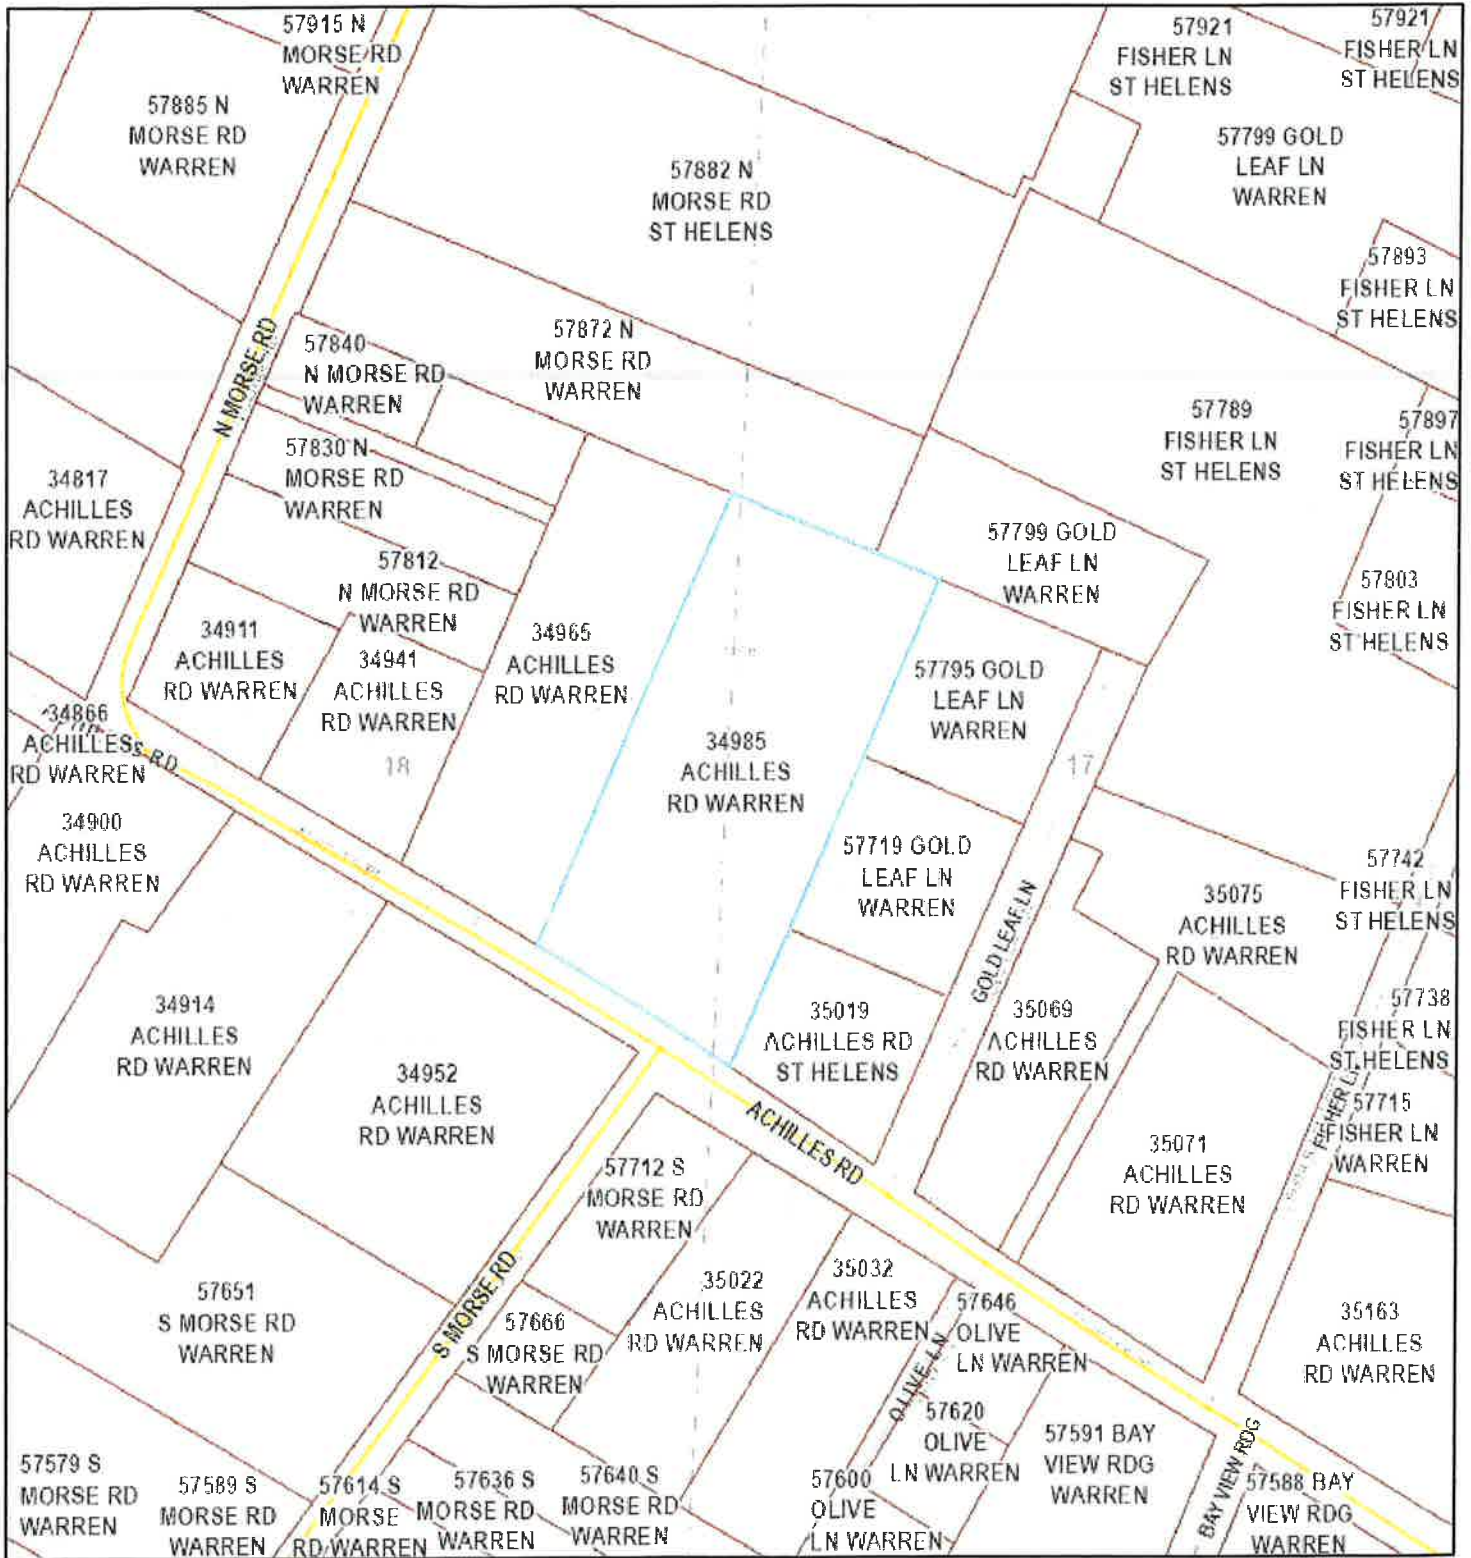 57915 N
MORSE RD
WARREN
57921
FISHER LN
ST HELENS
57921
FISHER LN
ST HELENS
57885 N
MORSE RD
WARREN
57882 N
MORSE RD
ST HELENS
57799 GOLD
LEAF LN
WARREN
57893
FISHER LN
ST HELENS
N MORSE RD
57840
N MORSE RD
WARREN
57872 N
MORSE RD
WARREN
57789
FISHER LN
ST HELENS
57897
FISHER LN
ST HELENS
57830 N
MORSE RD
WARREN
34817
ACHILLES
RD WARREN
57812
N MORSE RD
WARREN
57799 GOLD
LEAF LN
WARREN
57803
FISHER LN
ST HELENS
34911
ACHILLES
RD WARREN
34941
ACHILLES
RD WARREN
34965
ACHILLES
RD WARREN
57795 GOLD
LEAF LN
WARREN
34866
ACHILLES
RD WARREN
S RD
18
34985
ACHILLES
RD WARREN
17
34900
ACHILLES
RD WARREN
57719 GOLD
LEAF LN
WARREN
GOLD LEAF LN
35075
ACHILLES
RD WARREN
57742
FISHER LN
ST HELENS
34914
ACHILLES
RD WARREN
35019
ACHILLES RD
ST HELENS
35069
ACHILLES
RD WARREN
57738
FISHER LN
ST HELENS
34952
ACHILLES
RD WARREN
ACHILLES RD
FISHER LN
57715
FISHER LN
WARREN
57712 S
MORSE RD
WARREN
35071
ACHILLES
RD WARREN
57651
S MORSE RD
WARREN
S MORSE RD
57666
S MORSE RD
WARREN
35022
ACHILLES
RD WARREN
35032
ACHILLES
RD WARREN
57646
OLIVE
LN WARREN
OLIVE LN
35163
ACHILLES
RD WARREN
57620
OLIVE
LN WARREN
57591 BAY
VIEW RDG
WARREN
BAY VIEW RDG
57579 S
MORSE RD
WARREN
57589 S
MORSE RD
WARREN
57614 S
MORSE
RD WARREN
57636 S
MORSE RD
WARREN
57640 S
MORSE RD
WARREN
57600
OLIVE
LN WARREN
57588 BAY
VIEW RDG
WARREN